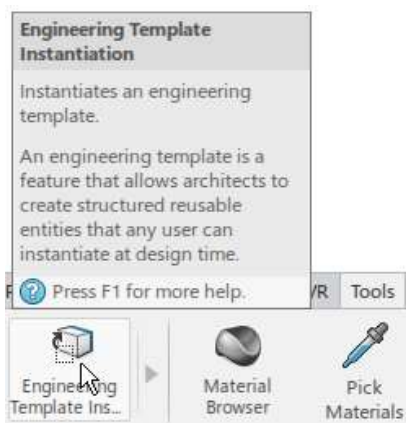 Engineering Template
Instantiation
Instantiates an engineering
template.
An engineering template is a
feature that allows architects to
create structured reusable
entities that any user can
instantiate at design time.
Press F1 for more help.
/R Tools
Engineering
Template Ins...
Material
Browser
Pick
Materials